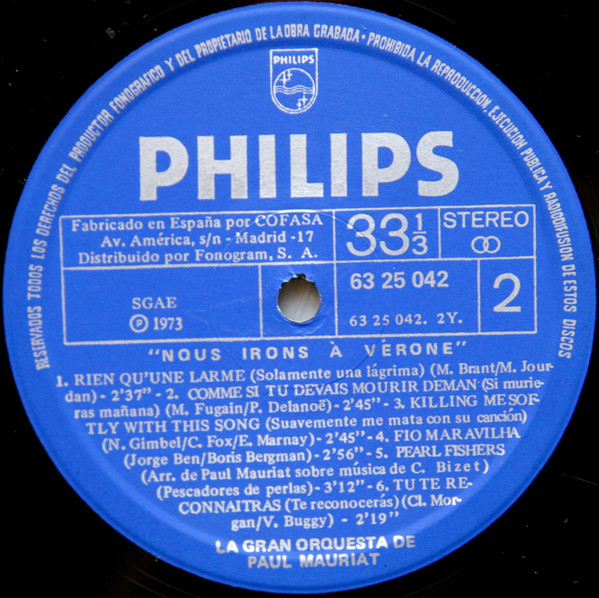 RESERVADOS TODOS LOS DERECHOS DEL PRODUCTOR FONOGRAFICO Y DEL PROPIETARIO DE LA OBRA GRABADA · PROHIBIDA LA REPRODUCCION, EJECUCION PUBLICA Y RADIODIFUSION DE ESTOS DISCOS
PHILIPS
PHILIPS
Fabricado en España por COFASA
Av. América, s/n - Madrid -17
Distribuido por Fonogram, S. A.
33 1/3
STEREO
SGAE
℗ 1973
63 25 042
63 25 042. 2Y.
2
"NOUS IRONS À VERONE"
1. RIEN QU'UNE LARME (Solamente una lágrima) (M. Brant/M. Jour-
dan) - 2'37" - 2. COMME SI TU DEVAIS MOURIR DEMAN (Si murie-
ras mañana) (M. Fugain/P. Delanoë) - 2'45" - 3. KILLING ME SOF-
TLY WITH THIS SONG (Suavemente me mata con su canción)
(N. Gimbel/C. Fox/E. Marnay) - 2'45" - 4. FIO MARAVILHA
(Jorge Ben/Boris Bergman) - 2'56" - 5. PEARL FISHERS
(Arr. de Paul Mauriat sobre música de C. Bizet)
(Pescadores de perlas) - 3'12" - 6. TU TE RE-
CONNAITRAS (Te reconocerás) (Cl. Mor-
gan/V. Buggy) - 2'19"
LA GRAN ORQUESTA DE
PAUL MAURIAT